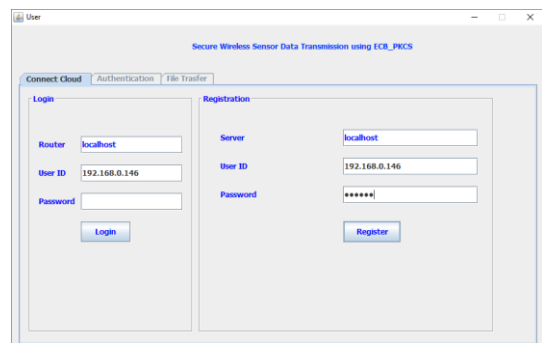 User
Secure Wireless Sensor Data Transmission using ECB_PKCS
Connect Cloud Authentication File Trasfer
Login
Router localhost
User ID 192.168.0.146
Password
Login
Registration
Server localhost
User ID 192.168.0.146
Password ••••••
Register